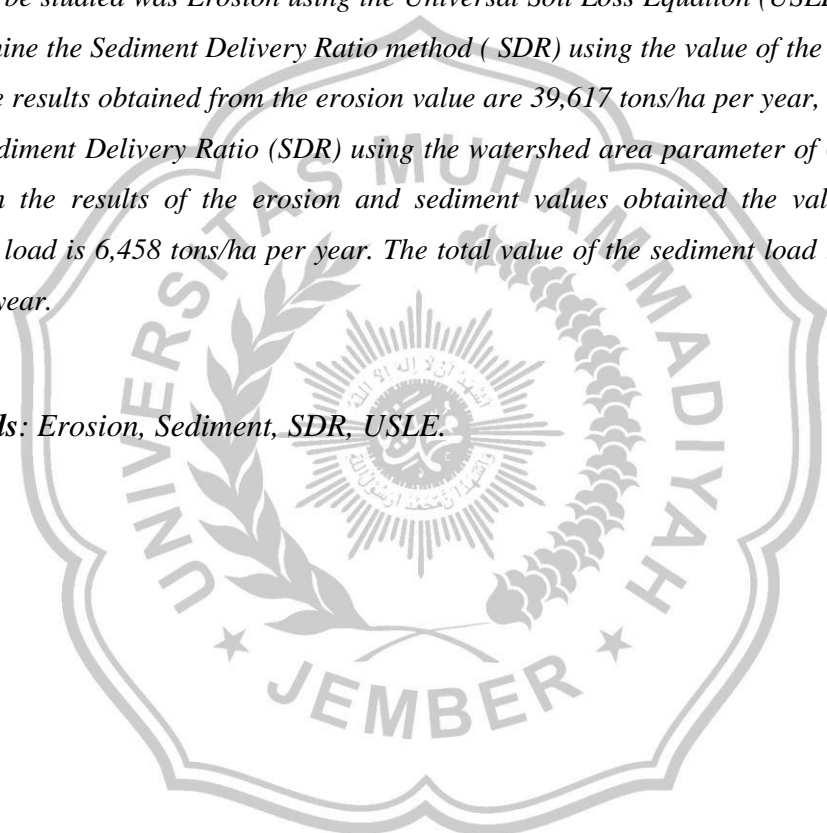 be studied was Erosion using the Universal Soil Loss Equation (USLE
ine the Sediment Delivery Ratio method ( SDR) using the value of the
results obtained from the erosion value are 39,617 tons/ha per year,
diment Delivery Ratio (SDR) using the watershed area parameter of
the results of the erosion and sediment values obtained the val
load is 6,458 tons/ha per year. The total value of the sediment load
year.
ds: Erosion, Sediment, SDR, USLE.
UNIVERSITAS MUHAMMADIYAH
JEMBER